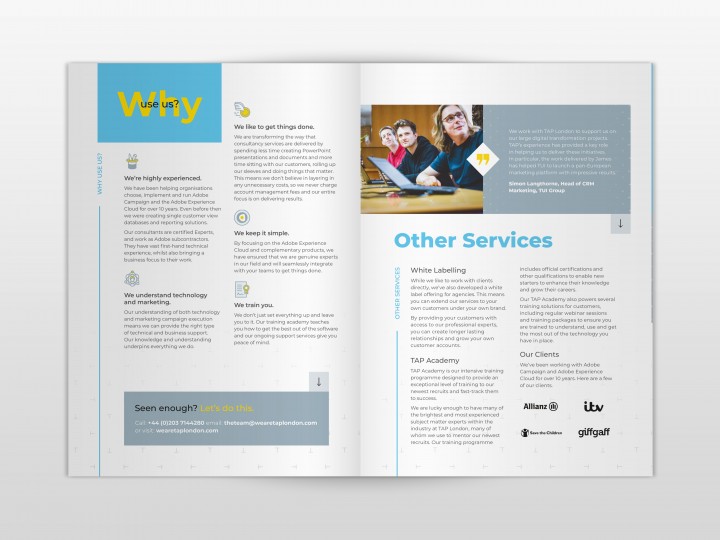 Why
use us?
WHY USE US?
We're highly experienced.
We have been helping organisations
choose, implement and run Adobe
Campaign and the Adobe Experience
Cloud for over 10 years. Even before then
we were creating single customer view
databases and reporting solutions.
Our consultants are certified Experts,
and work as Adobe subcontractors.
They have vast first-hand technical
experience, whilst also bringing a
business focus to their work.
We understand technology
and marketing.
Our understanding of both technology
and marketing campaign execution
means we can provide the right type
of technical and business support.
Our knowledge and understanding
underpins everything we do.
We like to get things done.
We are transforming the way that
consultancy services are delivered by
spending less time creating PowerPoint
presentations and documents and more
time sitting with our customers, rolling up
our sleeves and doing things that matter.
This means we don't believe in layering in
any unnecessary costs, so we never charge
account management fees and our entire
focus is on delivering results.
We keep it simple.
By focusing on the Adobe Experience
Cloud and complementary products, we
have ensured that we are genuine experts
in our field and will seamlessly integrate
with your teams to get things done.
We train you.
We don't just set everything up and leave
you to it. Our training academy teaches
you how to get the best out of the software
and our ongoing support services give you
peace of mind.
Seen enough? Let's do this.
Call +44 (0)203 7144280 email theteam@wearetaplondon.com
or visit wearetaplondon.com
We work with TAP London to support us on
our large digital transformation projects.
TAP's experience has provided a key role
in helping us to deliver these initiatives.
In particular, the work delivered by James
has helped TUI to launch a pan-European
marketing platform with impressive results.
Simon Langthorne, Head of CRM
Marketing, TUI Group
Other Services
OTHER SERVICES
White Labelling
While we like to work with clients
directly, we've also developed a white
label offering for agencies. This means
you can extend our services to your
own customers under your own brand.
By providing your customers with
access to our professional experts,
you can create longer lasting
relationships and grow your own
customer accounts.
TAP Academy
TAP Academy is our intensive training
programme designed to provide an
exceptional level of training to our
newest recruits and fast-track them
to success.
We are lucky enough to have many of
the brightest and most experienced
subject matter experts within the
industry at TAP London, many of
whom we use to mentor our newest
recruits. Our training programme
includes official certifications and
other qualifications to enable new
starters to enhance their knowledge
and grow their careers.
Our TAP Academy also powers several
training solutions for customers,
including regular webinar sessions
and training packages to ensure you
are trained to understand, use and get
the most out of the technology you
have in place.
Our Clients
We've been working with Adobe
Campaign and Adobe Experience
Cloud for over 10 years. Here are a few
of our clients.
Allianz
itv
Save the Children
giffgaff